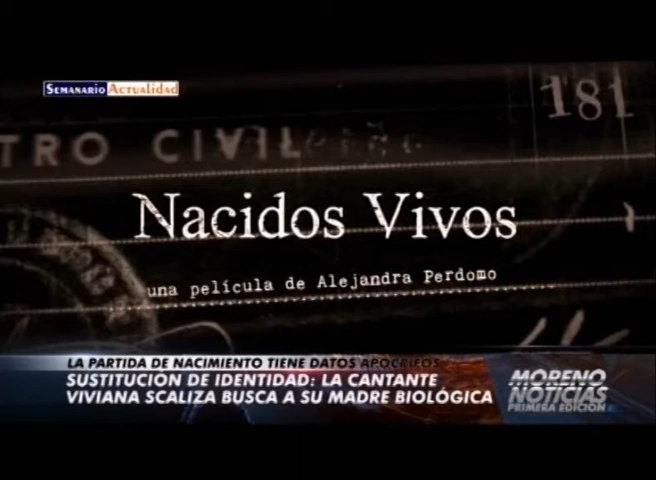 SEMANARIO ACTUALIDAD
181
TRO CIVIL
Nacidos Vivos
una película de Alejandra Perdomo
LA PARTIDA DE NACIMIENTO TIENE DATOS APÓCRIFOS
SUSTITUCIÓN DE IDENTIDAD: LA CANTANTE
VIVIANA SCALIZA BUSCA A SU MADRE BIOLÓGICA
MORENO
NOTICIAS
PRIMERA EDICIÓN